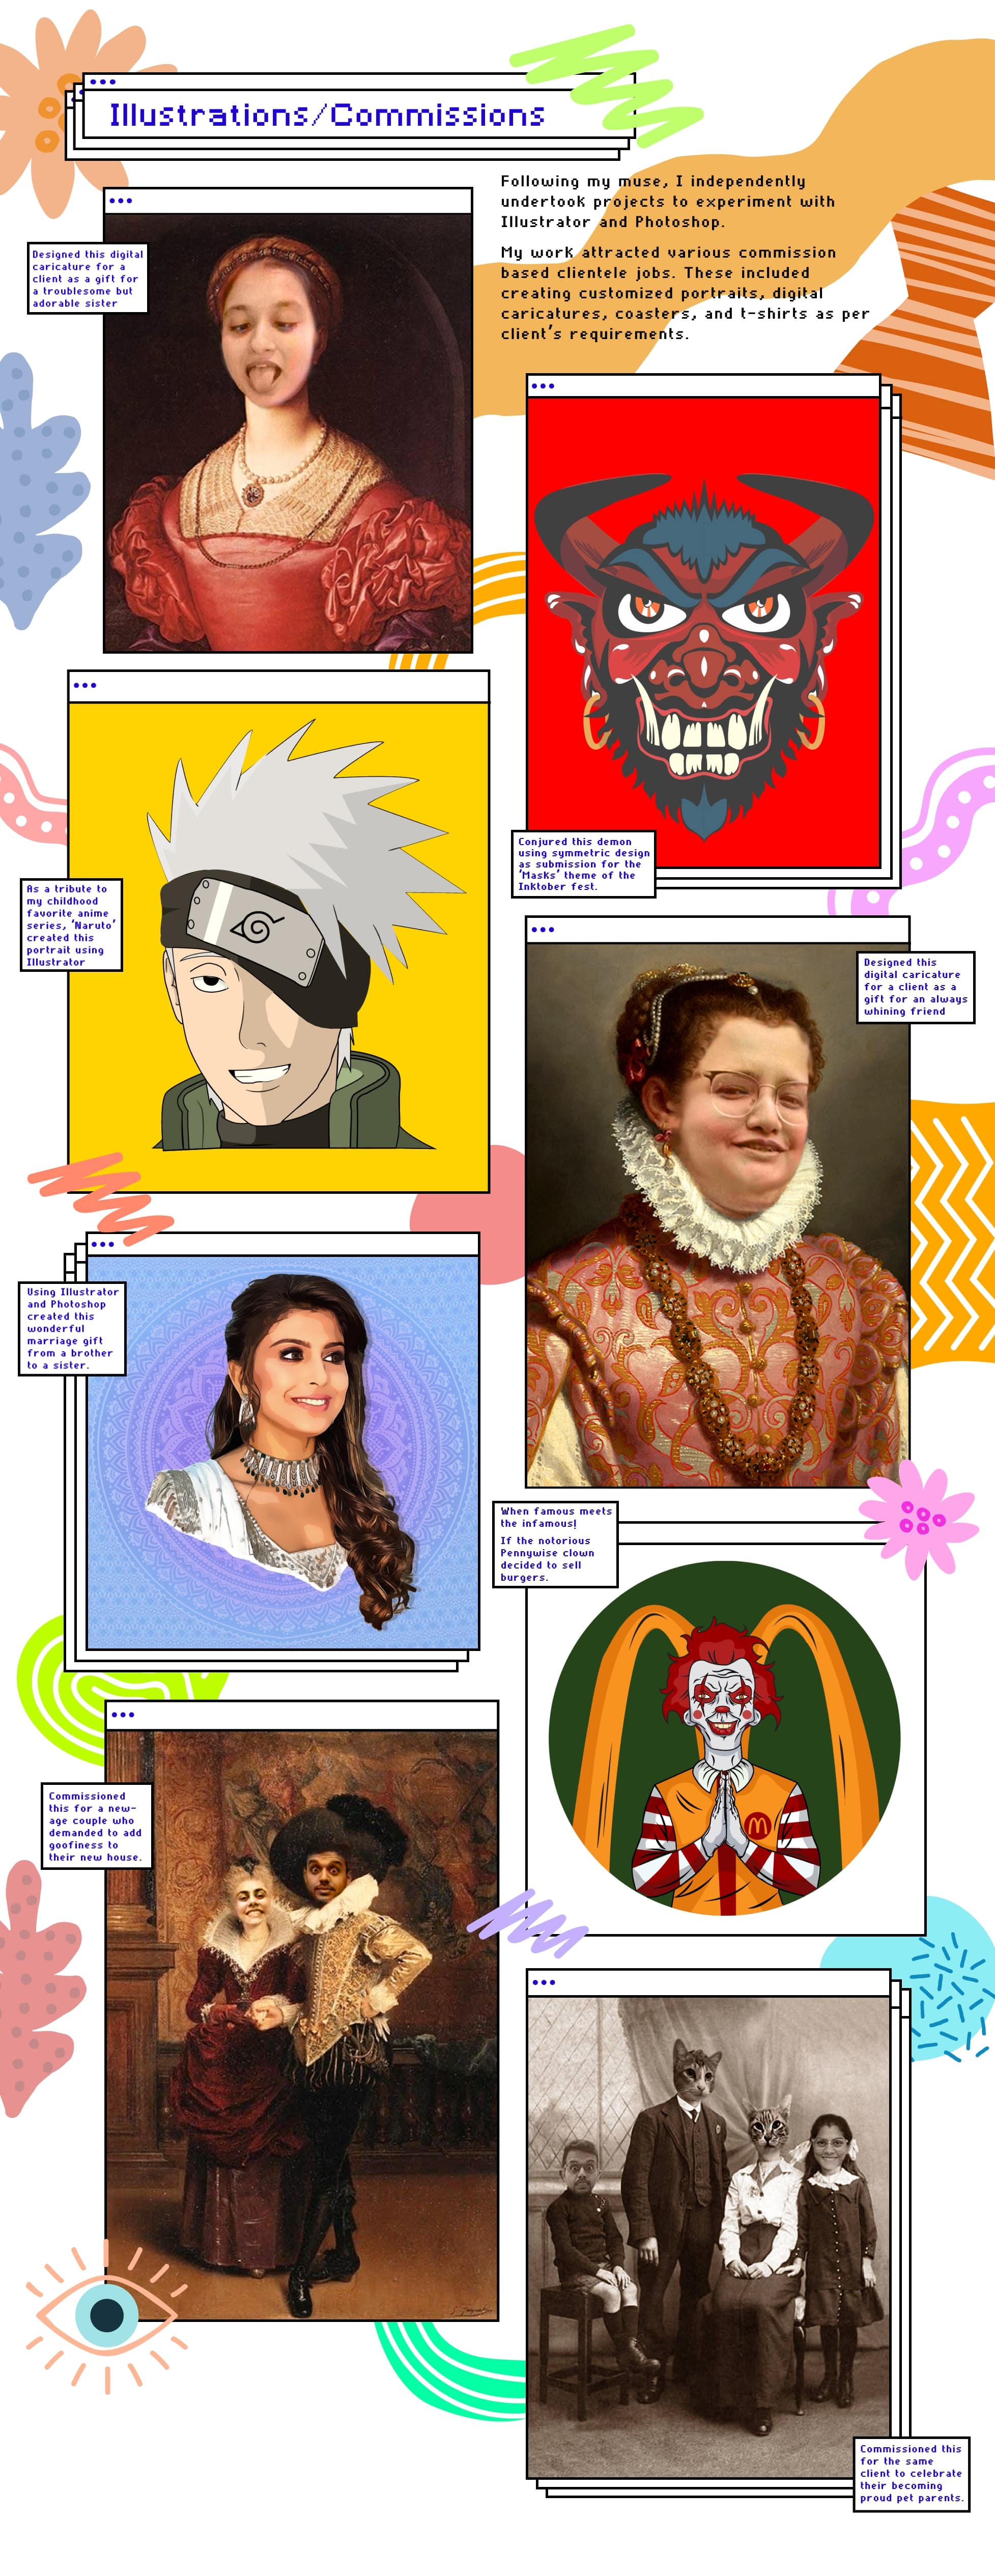 Illustrations/Commissions
Following my muse, I independently
undertook projects to experiment with
Illustrator and Photoshop.
My work attracted various commission
based clientele jobs. These included
creating customized portraits, digital
caricatures, coasters, and t-shirts as per
client's requirements.
Designed this digital
caricature for a
client as a gift for
a troublesome but
adorable sister
Conjured this demon
using symmetric design
as submission for the
'Masks' theme of the
Inktober fest.
As a tribute to
my childhood
favorite anime
series, 'Naruto'
created this
portrait using
Illustrator
Designed this
digital caricature
for a client as a
gift for an always
whining friend
Using Illustrator
and Photoshop
created this
wonderful
marriage gift
from a brother
to a sister.
When famous meets
the infamous!
If the notorious
Pennywise clown
decided to sell
burgers.
Commissioned
this for a new-
age couple who
demanded to add
goofiness to
their new house.
Commissioned this
for the same
client to celebrate
their becoming
proud pet parents.